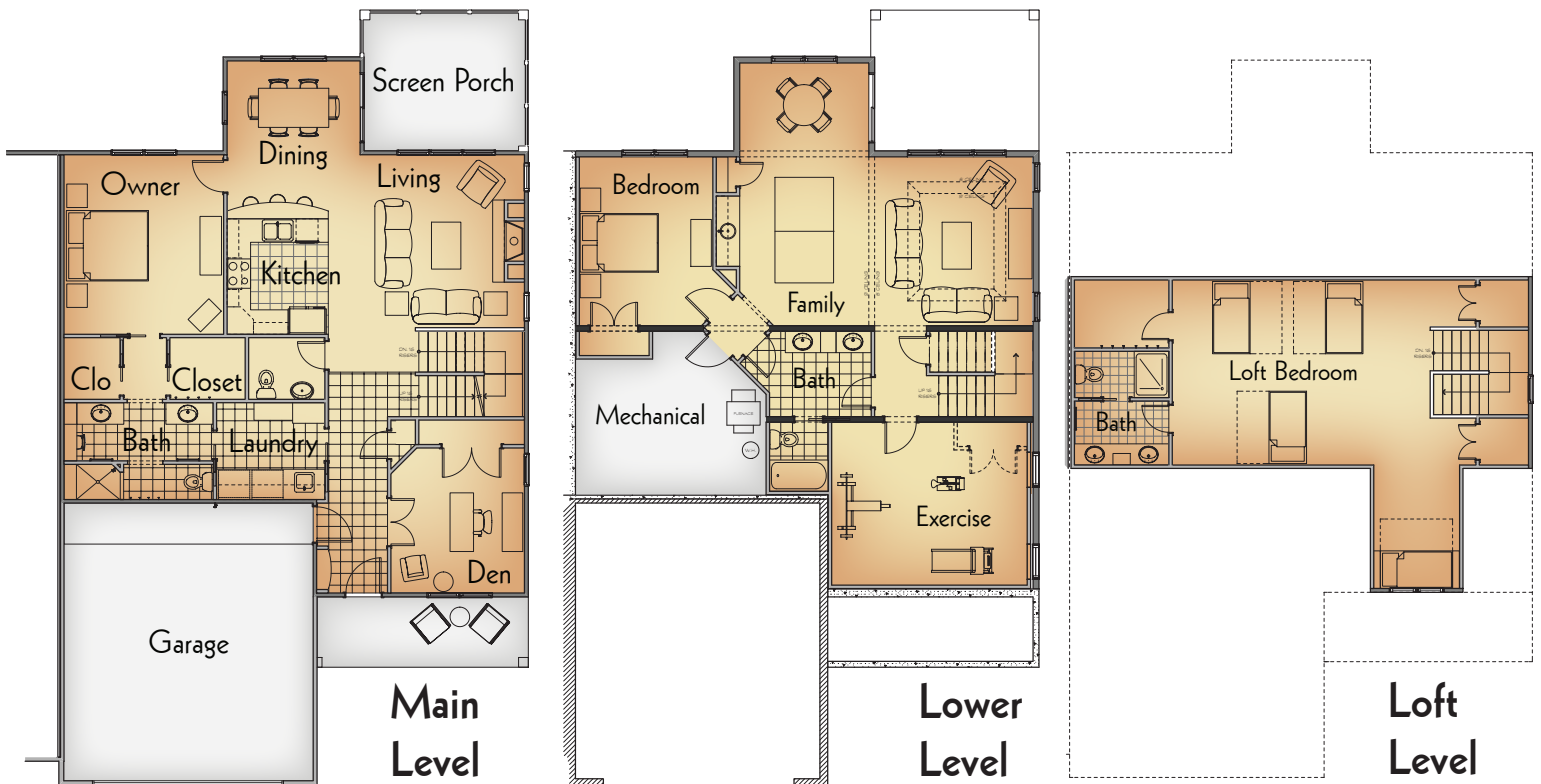 Screen Porch
Dining
Owner
Living
Kitchen
Clo
Closet
Bath
Laundry
Den
Garage
Main
Level
Bedroom
Family
Bath
Mechanical
FURNACE
W.H.
Exercise
Lower
Level
Loft Bedroom
Bath
Loft
Level